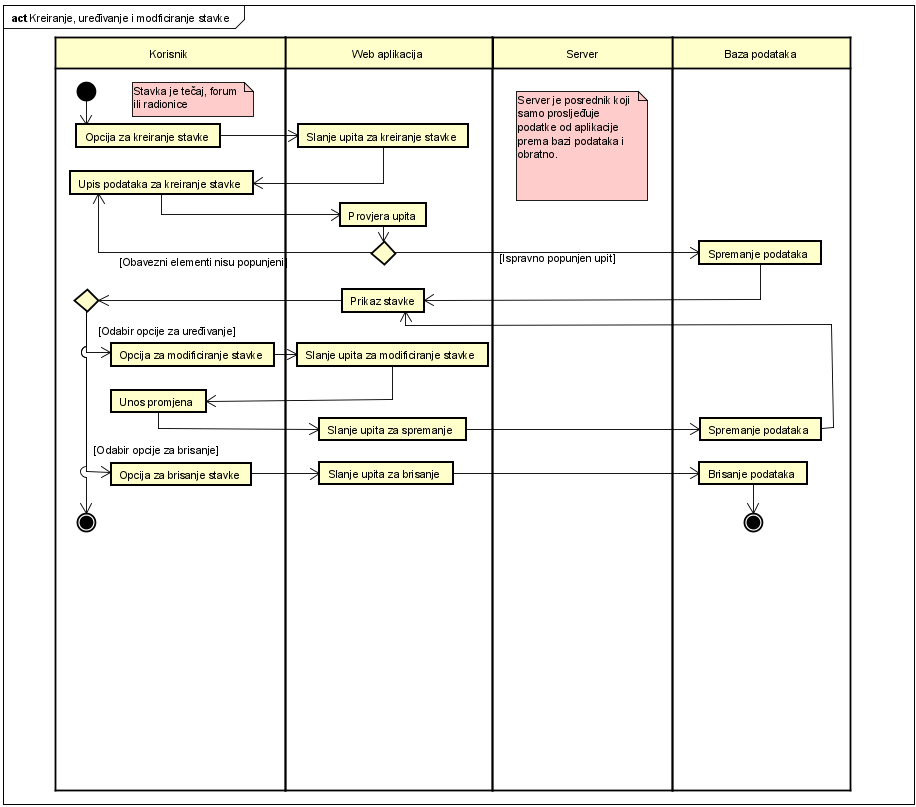 act Kreiranje, uređivanje i modficiranje stavke
Korisnik
Web aplikacija
Server
Baza podataka
Stavka je tečaj, forum
ili radionice
Server je posrednik koji
samo prosljeđuje
podatke od aplikacije
prema bazi podataka i
obratno.
Opcija za kreiranje stavke
Slanje upita za kreiranje stavke
Upis podataka za kreiranje stavke
Provjera upita
[Obavezni elementi nisu popunjeni]
[Ispravno popunjen upit]
Spremanje podataka
Prikaz stavke
[Odabir opcije za uređivanje]
Opcija za modificiranje stavke
Slanje upita za modificiranje stavke
Unos promjena
Slanje upita za spremanje
Spremanje podataka
[Odabir opcije za brisanje]
Opcija za brisanje stavke
Slanje upita za brisanje
Brisanje podataka